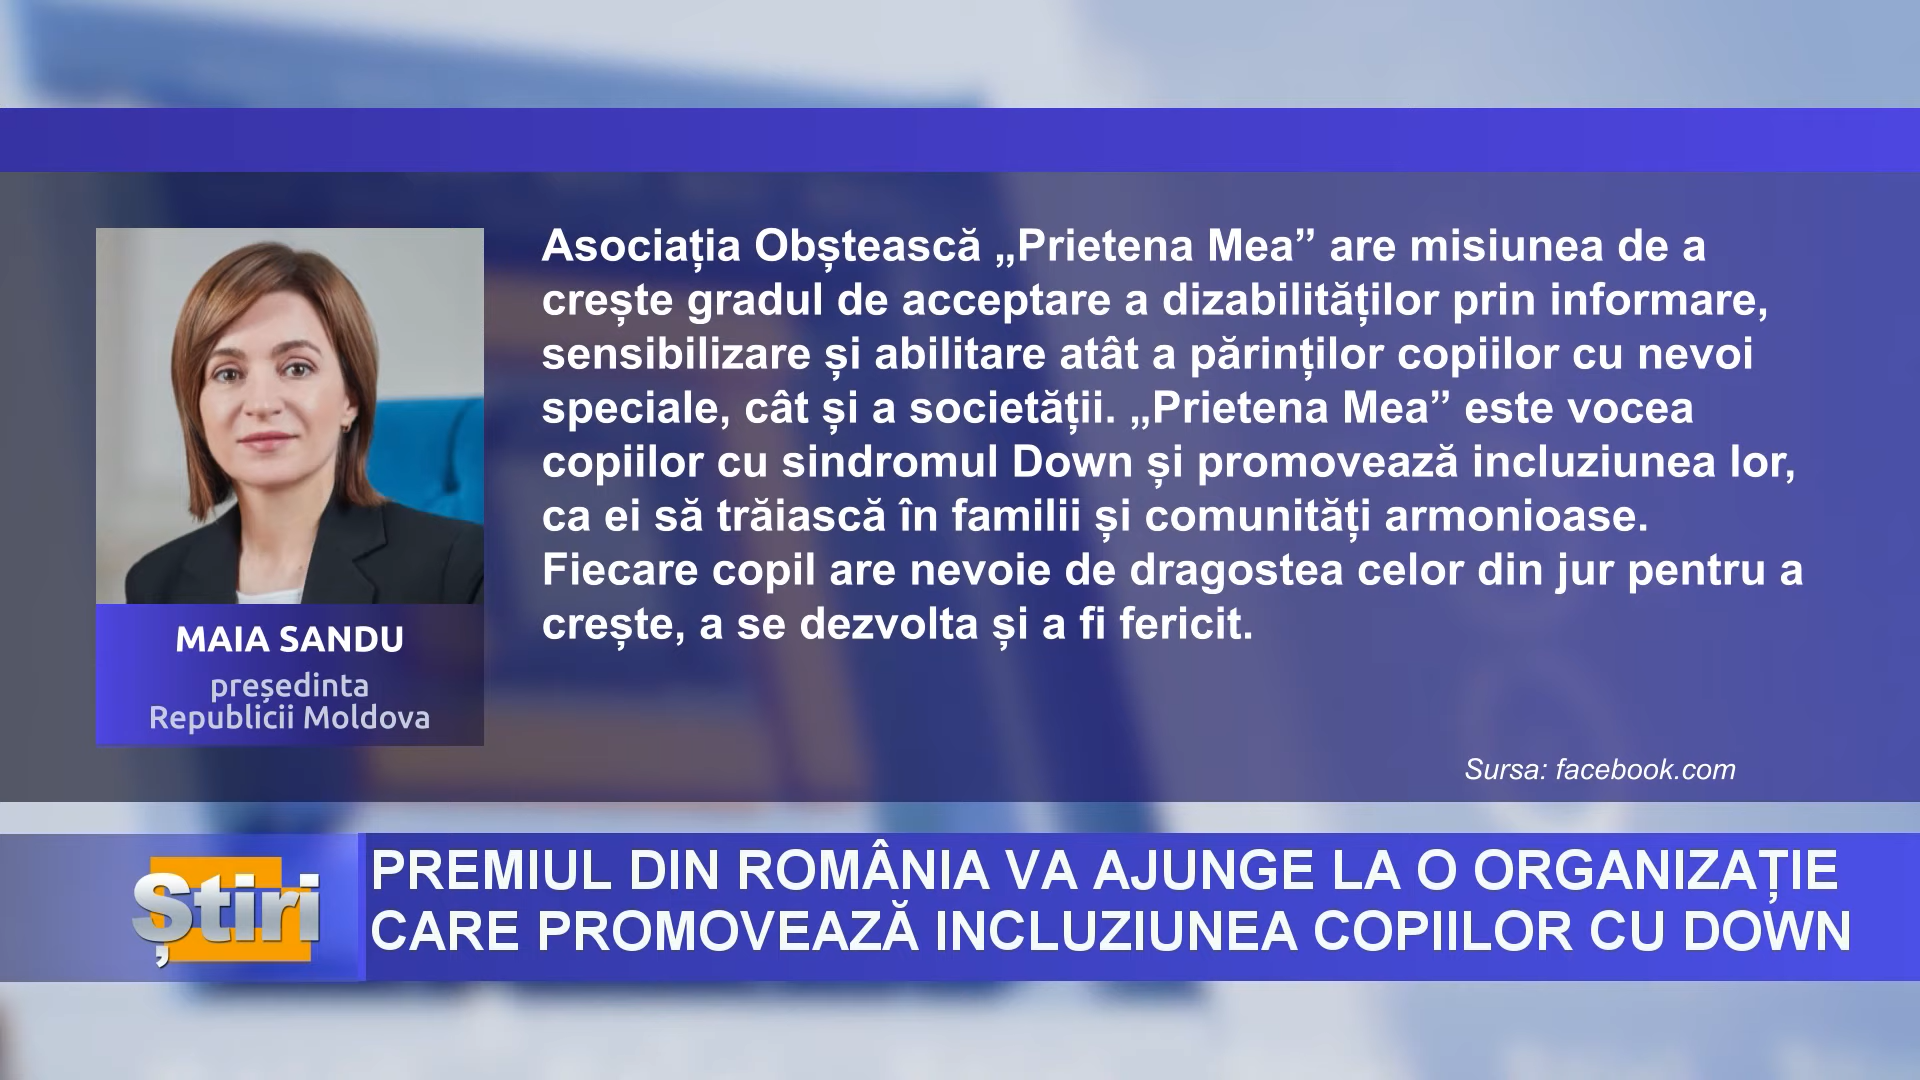 Asociația Obștească „Prietena Mea” are misiunea de a
crește gradul de acceptare a dizabilităților prin informare,
sensibilizare și abilitare atât a părinților copiilor cu nevoi
speciale, cât și a societății. „Prietena Mea” este vocea
copiilor cu sindromul Down și promovează incluziunea lor,
ca ei să trăiască în familii și comunități armonioase.
Fiecare copil are nevoie de dragostea celor din jur pentru a
crește, a se dezvolta și a fi fericit.
MAIA SANDU
președinta
Republicii Moldova
Sursa: facebook.com
Știri
PREMIUL DIN ROMÂNIA VA AJUNGE LA O ORGANIZAȚIE
CARE PROMOVEAZĂ INCLUZIUNEA COPIILOR CU DOWN